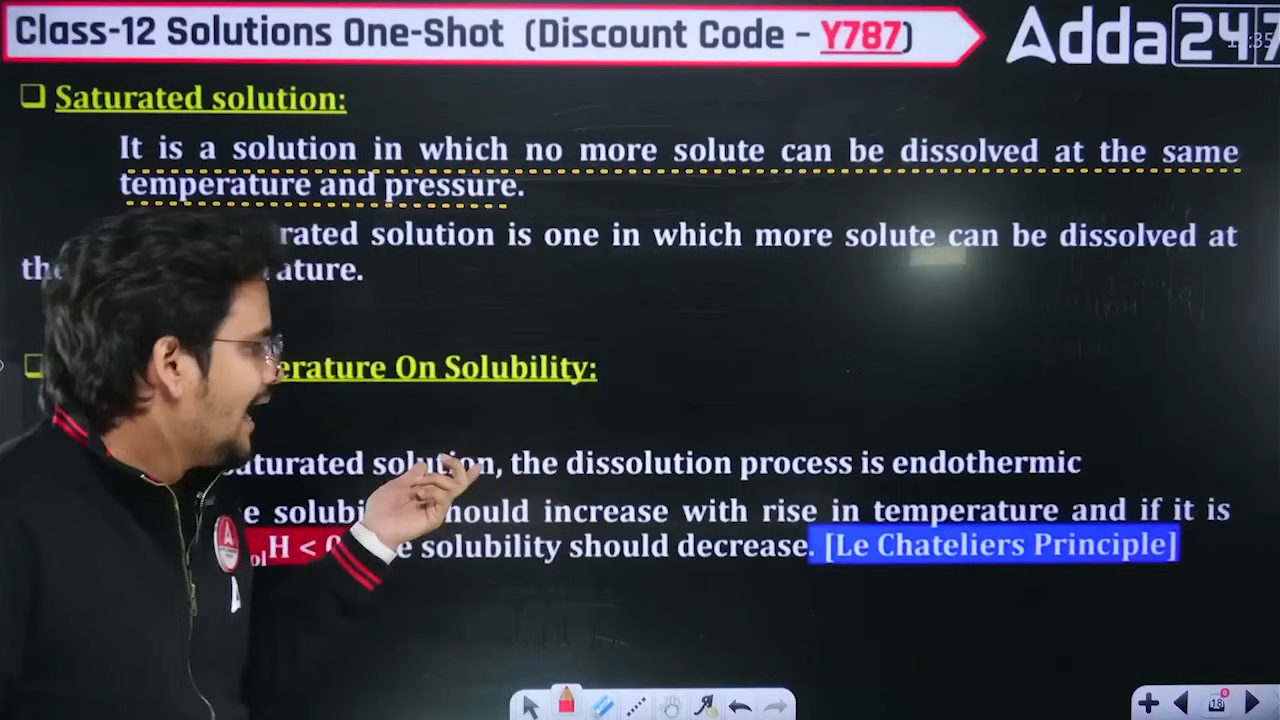 Class-12 Solutions One-Shot (Discount Code - Y787)
Adda 247
Saturated solution:
It is a solution in which no more solute can be dissolved at the same
temperature and pressure.
rated solution is one in which more solute can be dissolved at
the ature.
erature On Solubility:
aturated solution, the dissolution process is endothermic
e solubi hould increase with rise in temperature and if it is
olH < e solubility should decrease. [Le Chateliers Principle]
A
18